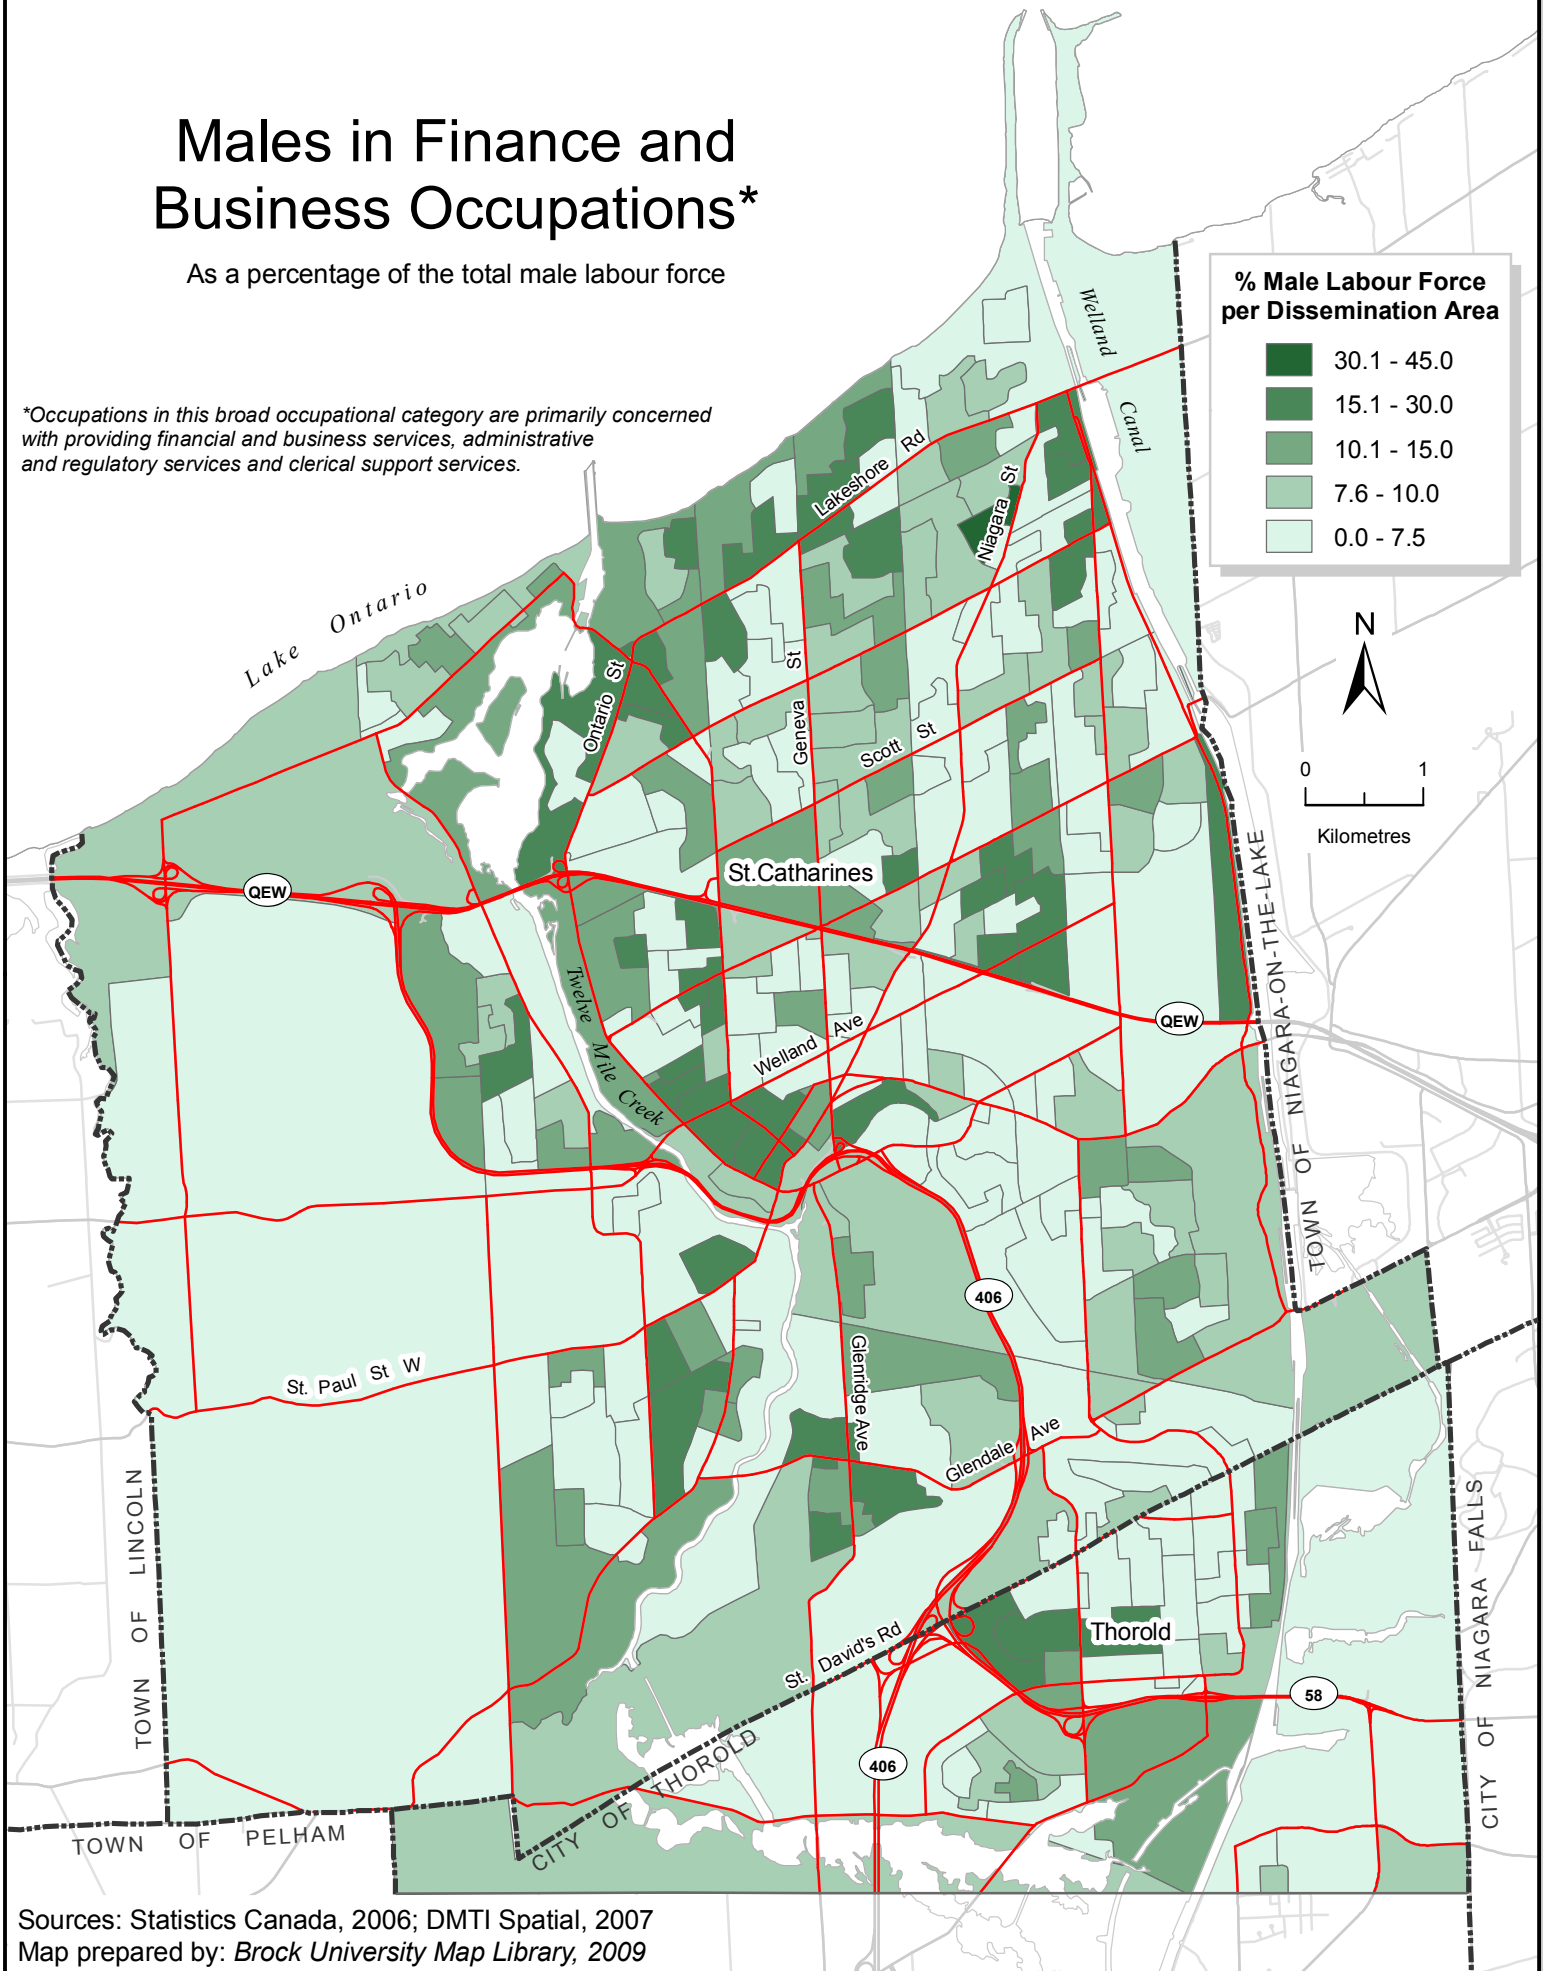 Males in Finance and
Business Occupations*
As a percentage of the total male labour force
*Occupations in this broad occupational category are primarily concerned
with providing financial and business services, administrative
and regulatory services and clerical support services.
% Male Labour Force
per Dissemination Area
30.1 - 45.0
15.1 - 30.0
10.1 - 15.0
7.6 - 10.0
0.0 - 7.5
N
0 1
Kilometres
Lake Ontario
Welland Canal
Lakeshore Rd
Niagara St
Ontario St
Geneva St
Scott St
St.Catharines
QEW
QEW
Twelve Mile Creek
Welland Ave
TOWN OF NIAGARA-ON-THE-LAKE
406
St. Paul St W
Glenridge Ave
Glendale Ave
TOWN OF LINCOLN
Thorold
St. David's Rd
58
406
CITY OF THOROLD
CITY OF NIAGARA FALLS
TOWN OF PELHAM
Sources: Statistics Canada, 2006; DMTI Spatial, 2007
Map prepared by: Brock University Map Library, 2009